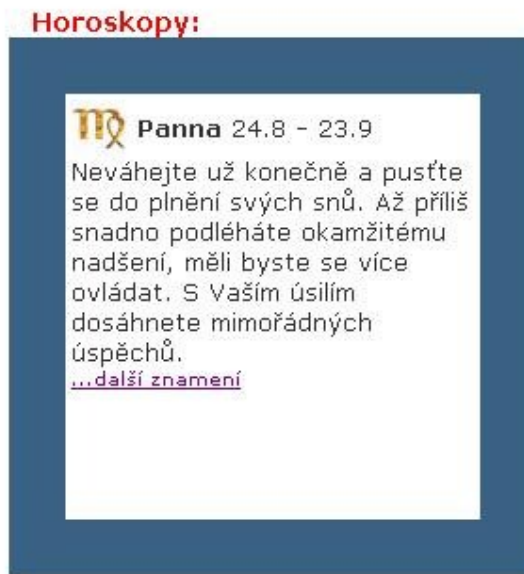 Horoskopy:
Panna 24.8 - 23.9
Neváhejte už konečně a pusťte
se do plnění svých snů. Až příliš
snadno podléháte okamžitému
nadšení, měli byste se více
ovládat. S Vaším úsilím
dosáhnete mimořádných
úspěchů.
...další znamení